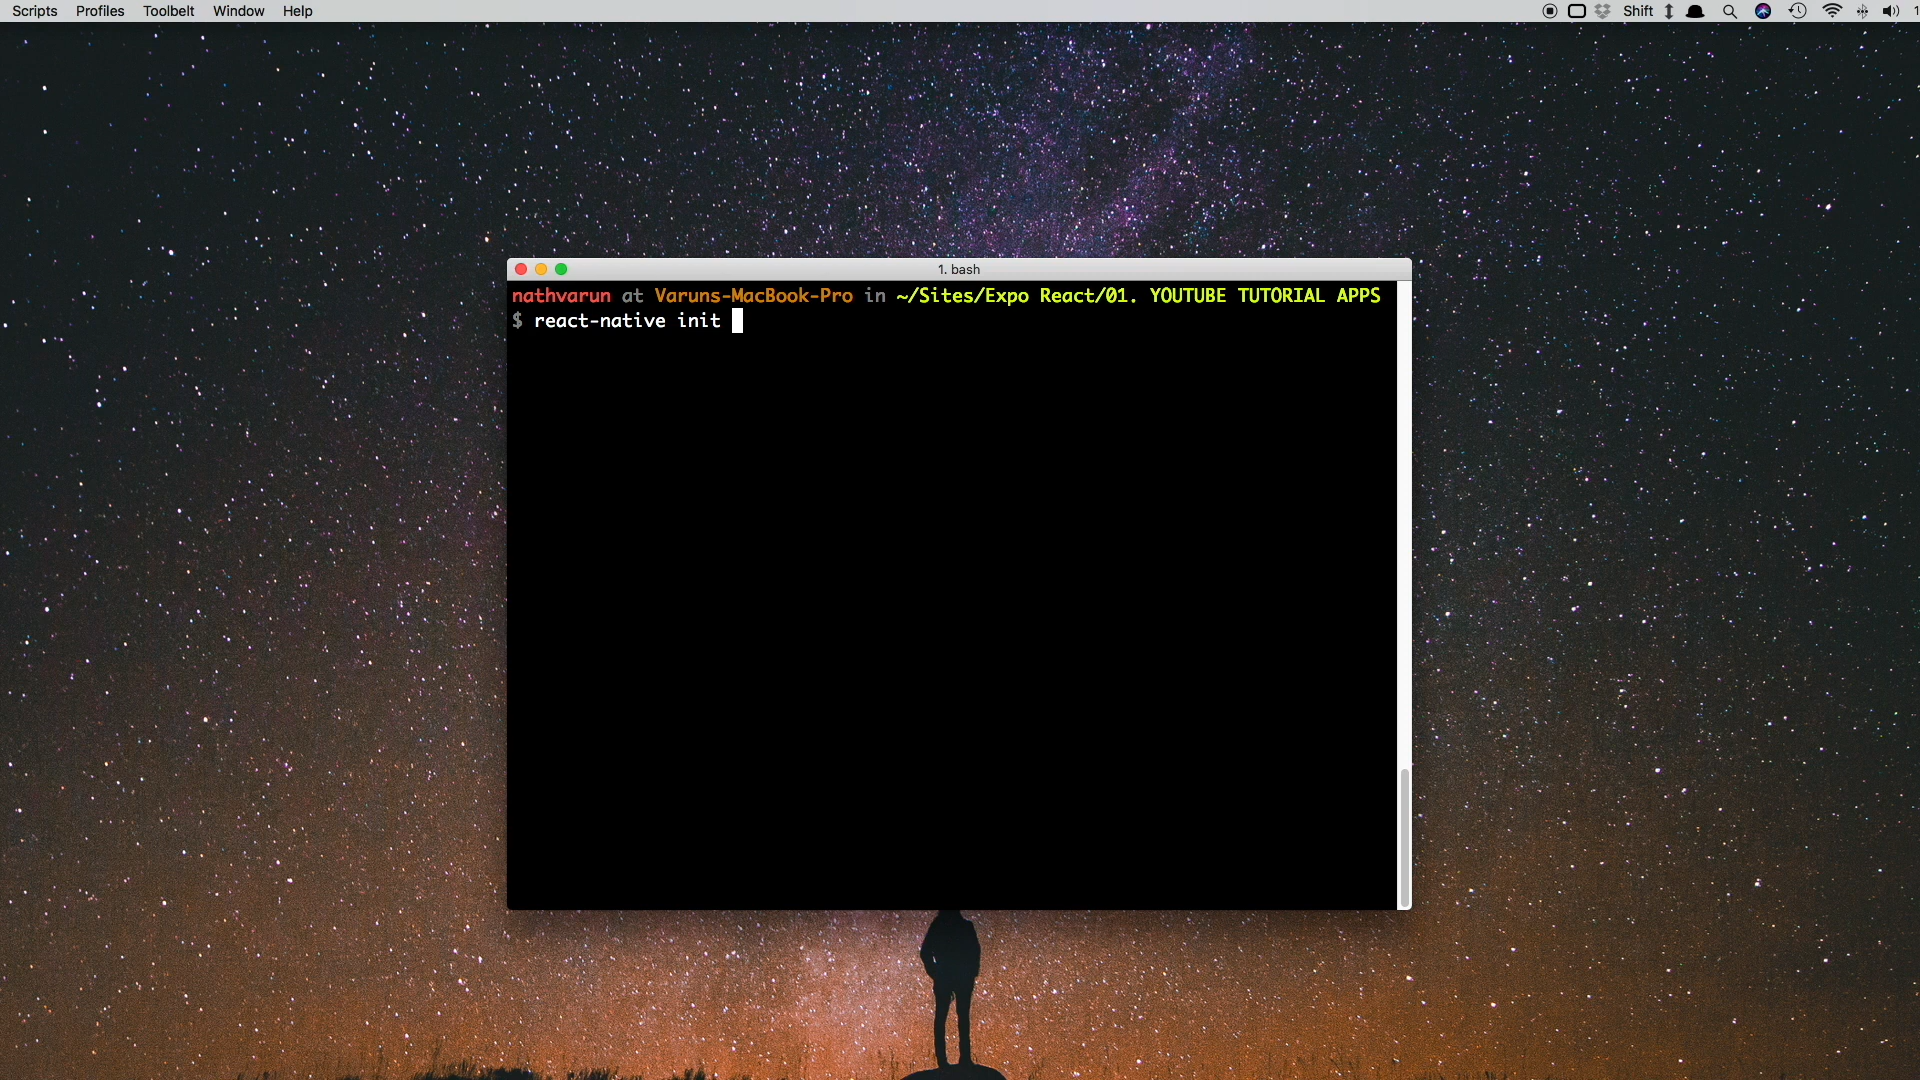 Scripts Profiles Toolbelt Window Help Shift
1. bash
nathvarun at Varuns-MacBook-Pro in ~/Sites/Expo React/01. YOUTUBE TUTORIAL APPS
$ react-native init